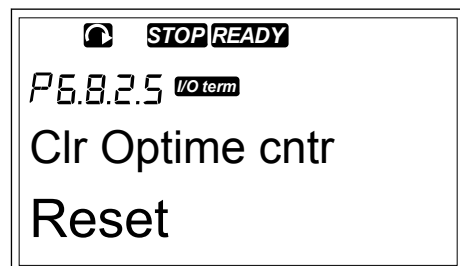 STOP READY
P6.8.2.5 I/O term
Clr Optime cntr
Reset